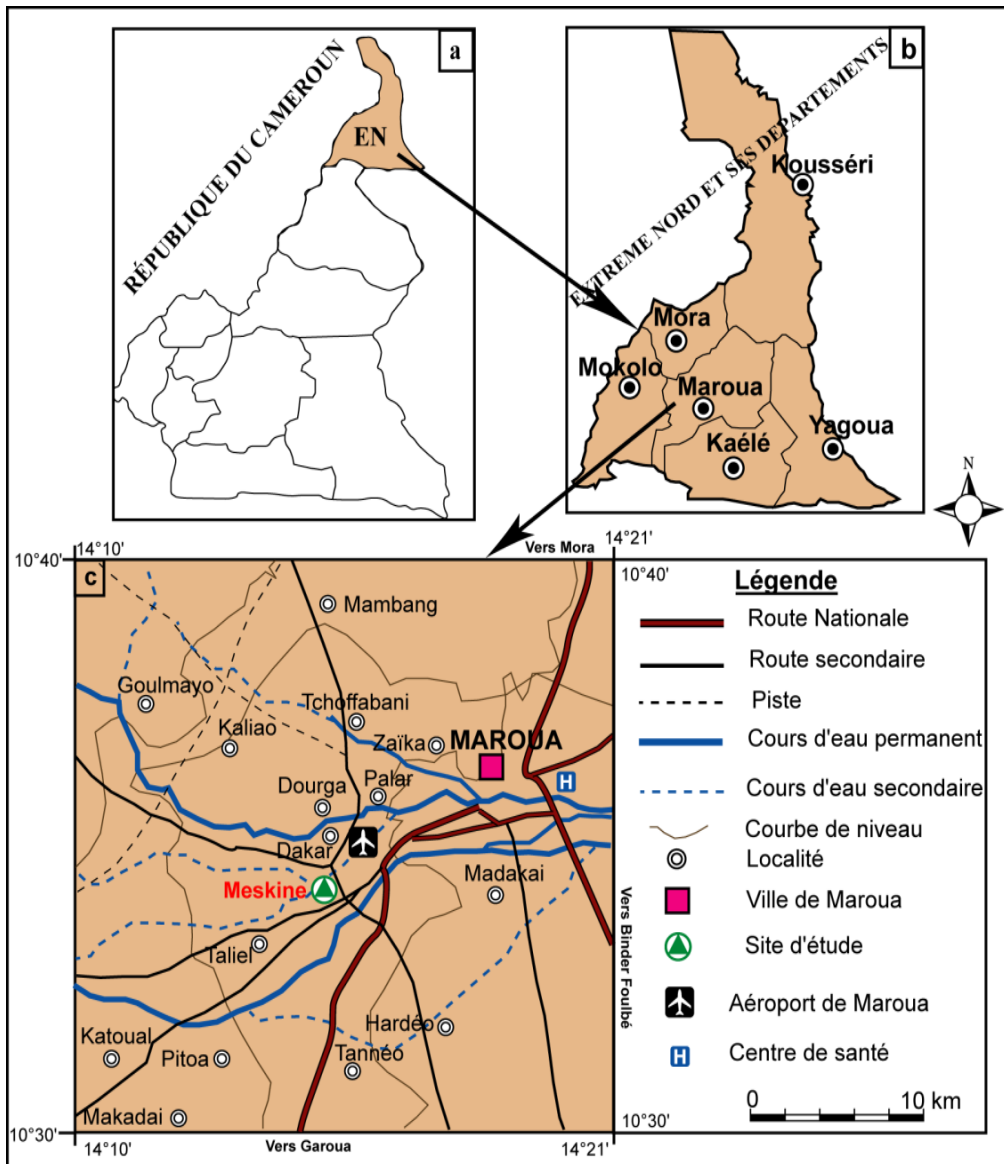 a
RÉPUBLIQUE DU CAMEROUN
EN
b
EXTREME NORD ET SES DEPARTEMENTS
Kousséri
Mora
Mokolo
Maroua
Kaélé
Yagoua
N
14°10'
Vers Mora
14°21'
10°40'
10°40'
c
Mambang
Goulmayo
Tchoffabani
Kaliao
Zaïka
MAROUA
H
Dourga
Palar
Dakar
Meskine
Madakai
Taliel
Vers Binder Foulbé
Hardéo
Katoual
Pitoa
Tannéo
Makadai
10°30'
10°30'
14°10'
Vers Garoua
14°21'
Légende
Route Nationale
Route secondaire
Piste
Cours d'eau permanent
Cours d'eau secondaire
Courbe de niveau
Localité
Ville de Maroua
Site d'étude
Aéroport de Maroua
H
Centre de santé
0
10 km